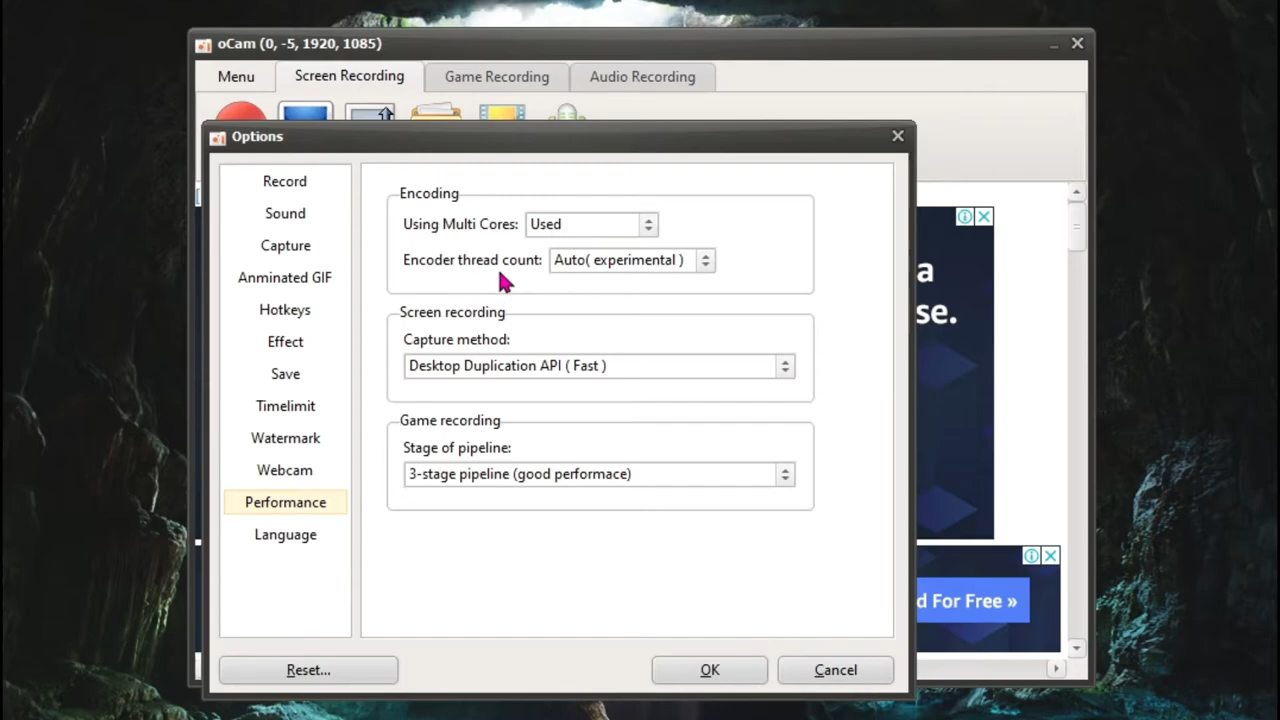 oCam (0, -5, 1920, 1085)
Menu
Screen Recording
Game Recording
Audio Recording
Options
Record
Sound
Capture
Anminated GIF
Hotkeys
Effect
Save
Timelimit
Watermark
Webcam
Performance
Language
Encoding
Using Multi Cores: Used
Encoder thread count: Auto( experimental )
Screen recording
Capture method:
Desktop Duplication API ( Fast )
Game recording
Stage of pipeline:
3-stage pipeline (good performace)
a
se.
d For Free »
Reset...
OK
Cancel